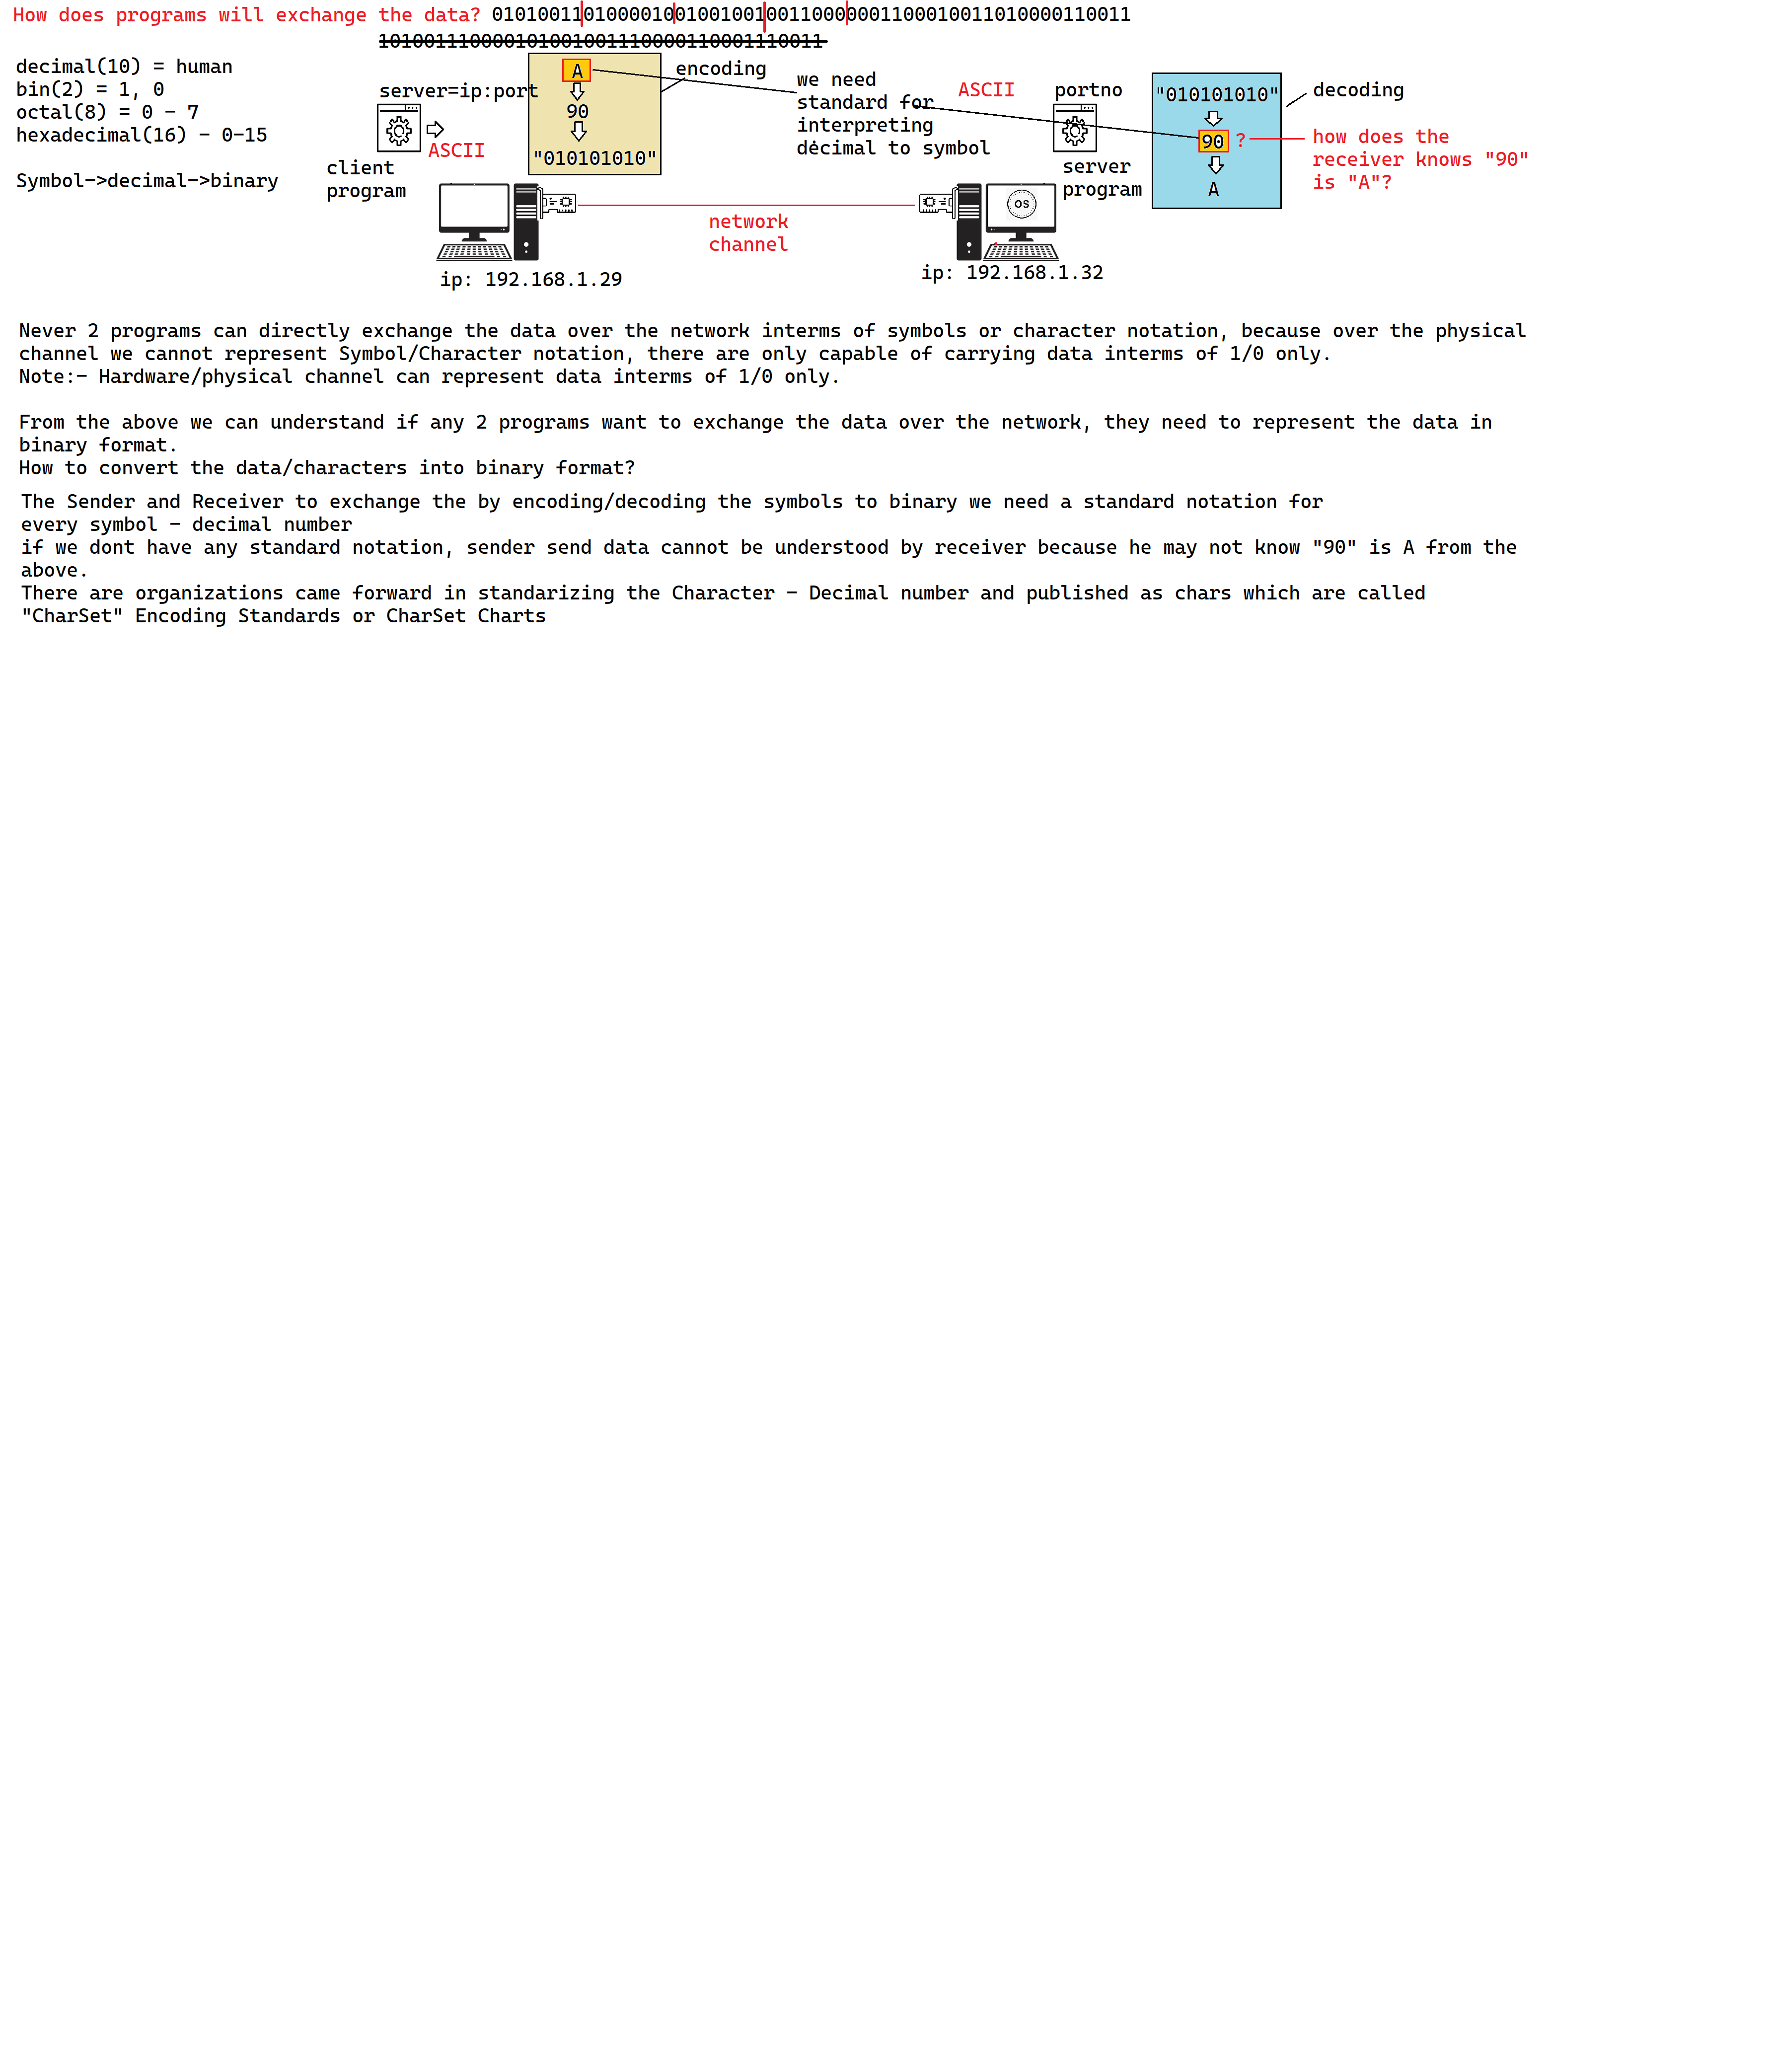 How does programs will exchange the data? 01010011010000100100100100110000001100010011010000110011
101001110000101001001110000110001110011
decimal(10) = human
bin(2) = 1, 0
octal(8) = 0 - 7
hexadecimal(16) - 0-15
Symbol->decimal->binary
server=ip:port
ASCII
client
program
A
90
"010101010"
encoding
we need
standard for
interpreting
decimal to symbol
ASCII
portno
server
program
"010101010"
90 ?
A
decoding
how does the
receiver knows "90"
is "A"?
OS
network
channel
ip: 192.168.1.29
ip: 192.168.1.32
Never 2 programs can directly exchange the data over the network interms of symbols or character notation, because over the physical
channel we cannot represent Symbol/Character notation, there are only capable of carrying data interms of 1/0 only.
Note:- Hardware/physical channel can represent data interms of 1/0 only.
From the above we can understand if any 2 programs want to exchange the data over the network, they need to represent the data in
binary format.
How to convert the data/characters into binary format?
The Sender and Receiver to exchange the by encoding/decoding the symbols to binary we need a standard notation for
every symbol - decimal number
if we dont have any standard notation, sender send data cannot be understood by receiver because he may not know "90" is A from the
above.
There are organizations came forward in standarizing the Character - Decimal number and published as chars which are called
"CharSet" Encoding Standards or CharSet Charts